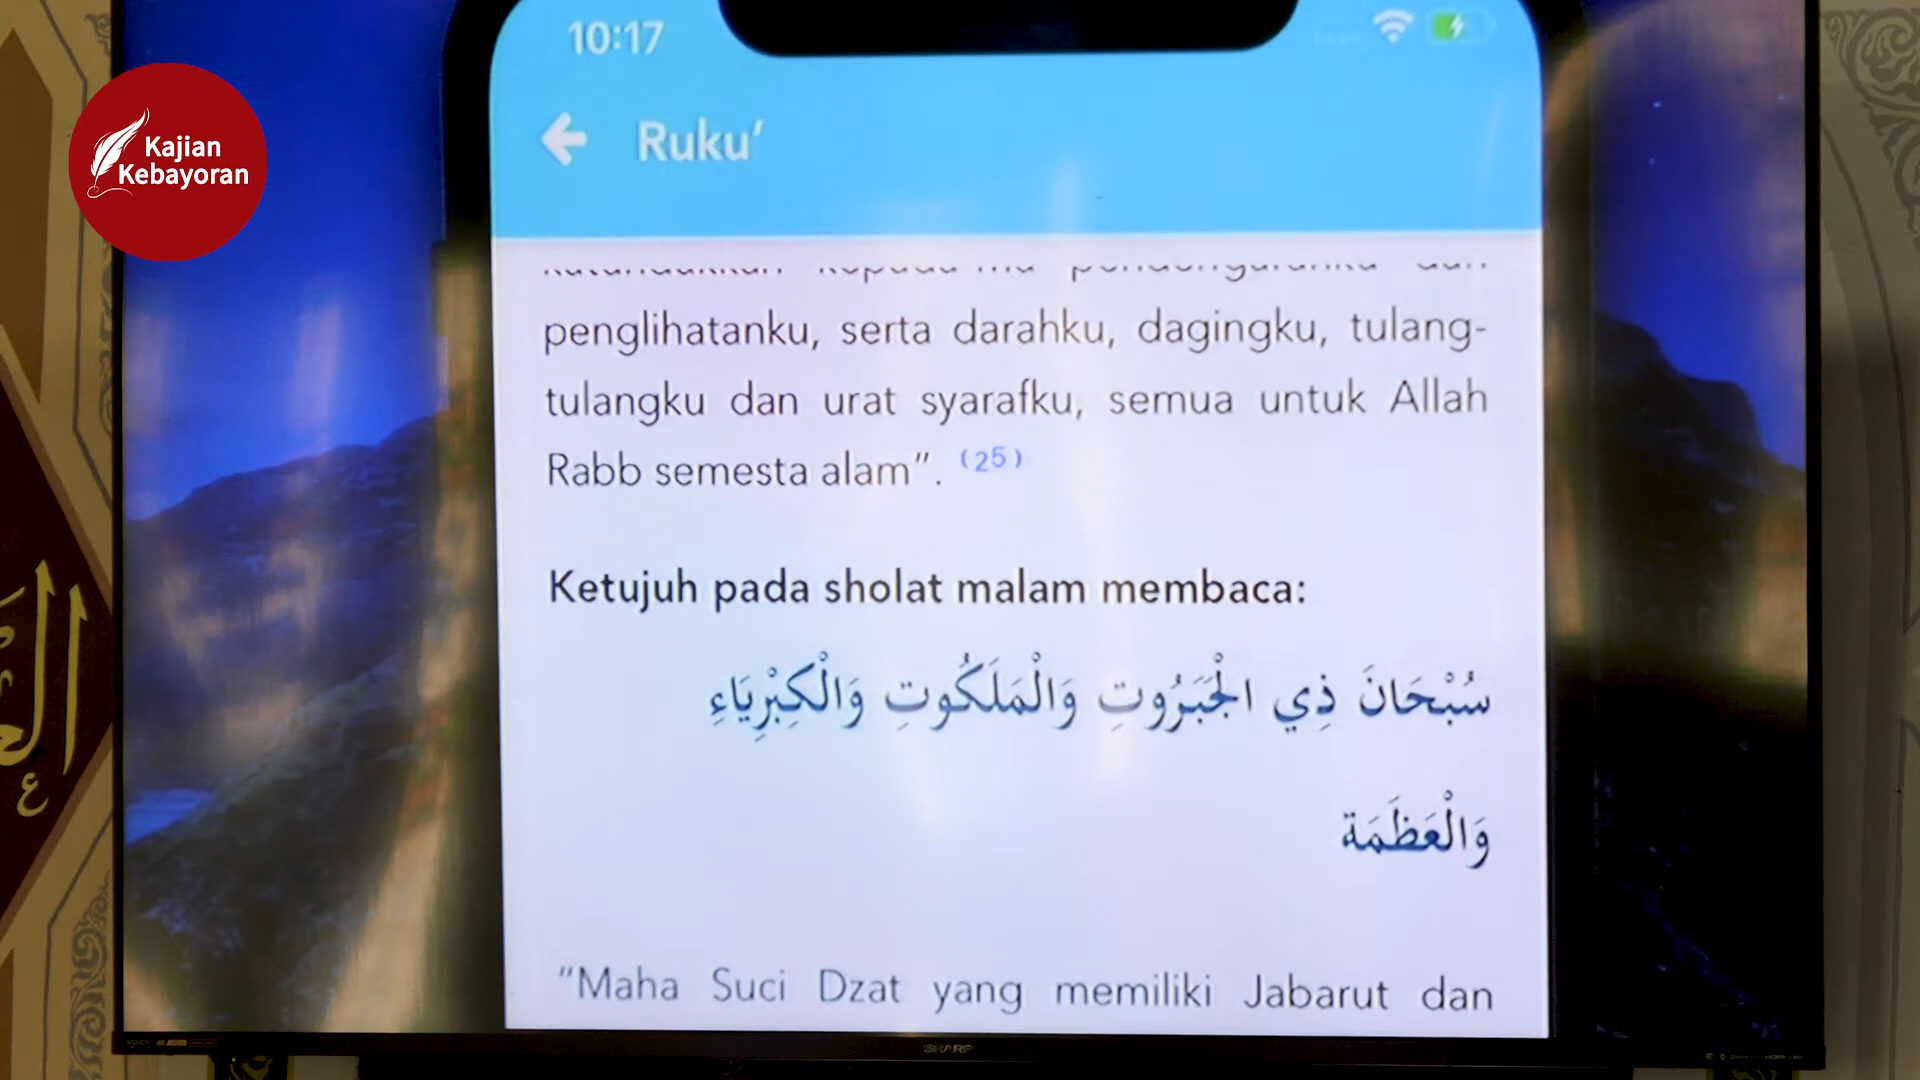 10:17
Kajian
Kebayoran
Ruku'
penglihatanku, serta darahku, dagingku, tulang-
tulangku dan urat syarafku, semua untuk Allah
Rabb semesta alam”. (25)
Ketujuh pada sholat malam membaca:
سُبْحَانَ ذِي الْجَبَرُوتِ وَالْمَلَكُوتِ وَالْكِبْرِيَاءِ
وَالْعَظَمَة
“Maha Suci Dzat yang memiliki Jabarut dan
SHARP